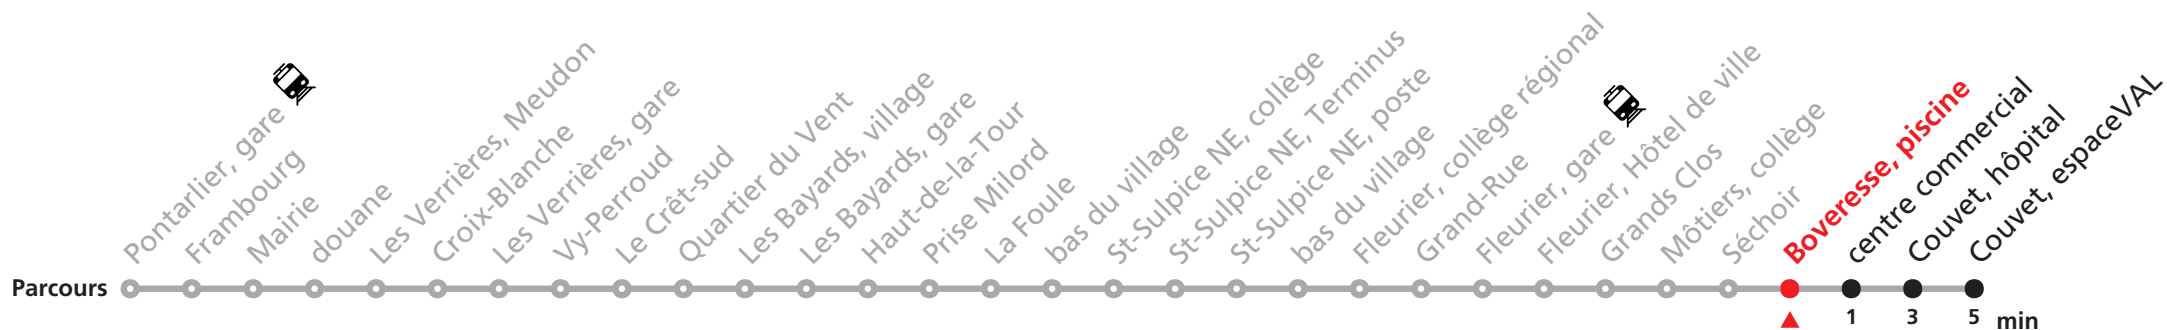 Parcours
Pontarlier, gare
Frambourg
Mairie
douane
Les Verrières, Meudon
Croix-Blanche
Les Verrières, gare
Vy-Perroud
Le Crêt-sud
Quartier du Vent
Les Bayards, village
Les Bayards, gare
Haut-de-la-Tour
Prise Milord
La Foule
bas du village
St-Sulpice NE, collège
St-Sulpice NE, Terminus
St-Sulpice NE, poste
bas du village
Fleurier, collège régional
Grand-Rue
Fleurier, gare
Fleurier, Hôtel de ville
Grands Clos
Môtiers, collège
Séchoir
Boveresse, piscine
centre commercial
Couvet, hôpital
Couvet, espaceVAL
1 3 5 min